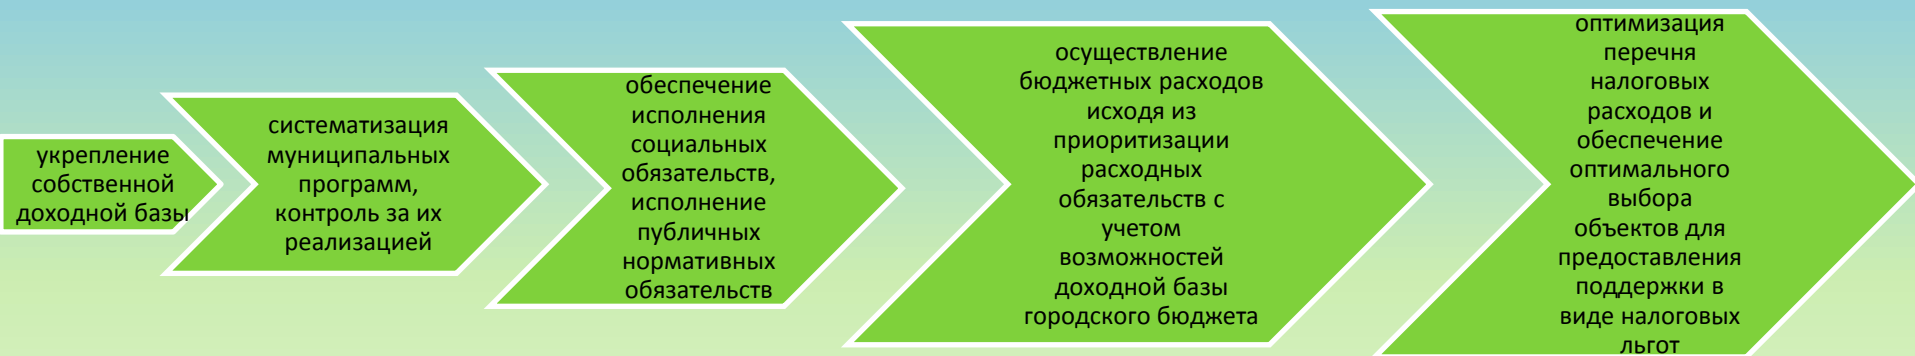 укрепление
собственной
доходной базы
систематизация
муниципальных
программ,
контроль за их
реализацией
обеспечение
исполнения
социальных
обязательств,
исполнение
публичных
нормативных
обязательств
осуществление
бюджетных расходов
исходя из
приоритизации
расходных
обязательств с
учетом
возможностей
доходной базы
городского бюджета
оптимизация
перечня
налоговых
расходов и
обеспечение
оптимального
выбора
объектов для
предоставления
поддержки в
виде налоговых
льгот